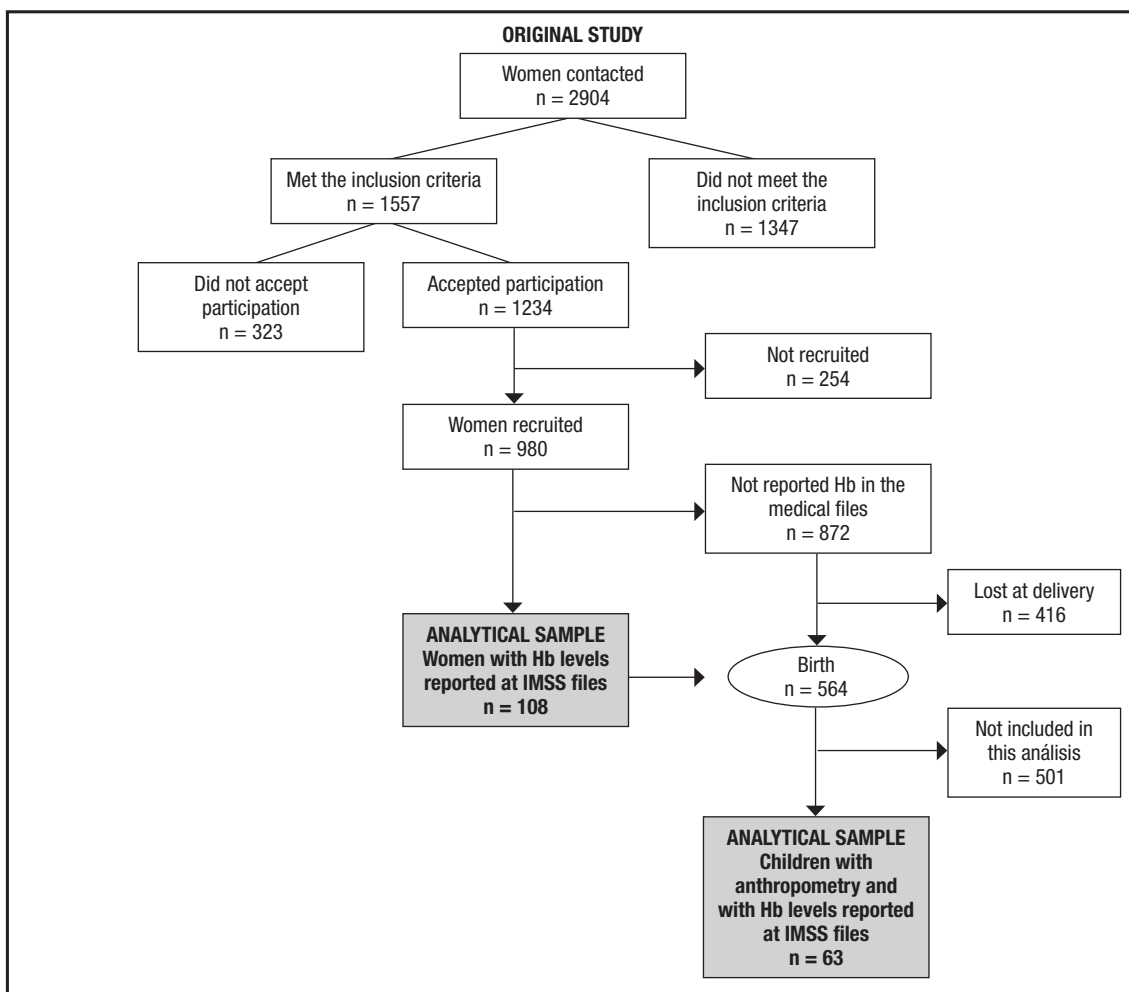 ORIGINAL STUDY
Women contacted
n = 2904
Met the inclusion criteria
n = 1557
Did not meet the
inclusion criteria
n = 1347
Did not accept
participation
n = 323
Accepted participation
n = 1234
Not recruited
n = 254
Women recruited
n = 980
Not reported Hb in the
medical files
n = 872
Lost at delivery
n = 416
ANALYTICAL SAMPLE
Women with Hb levels
reported at IMSS files
n = 108
Birth
n = 564
Not included in
this análisis
n = 501
ANALYTICAL SAMPLE
Children with
anthropometry and
with Hb levels reported
at IMSS files
n = 63